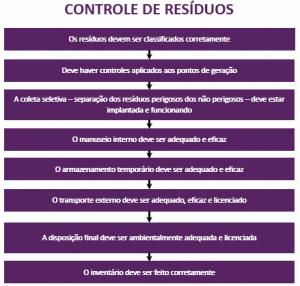 CONTROLE DE RESÍDUOS
Os resíduos devem ser classificados corretamente
Deve haver controles aplicados aos pontos de geração
A coleta seletiva – separação dos resíduos perigosos dos não perigosos – deve estar
implantada e funcionando
O manuseio interno deve ser adequado e eficaz
O armazenamento temporário deve ser adequado e eficaz
O transporte externo deve ser adequado, eficaz e licenciado
A disposição final deve ser ambientalmente adequada e licenciada
O inventário deve ser feito corretamente